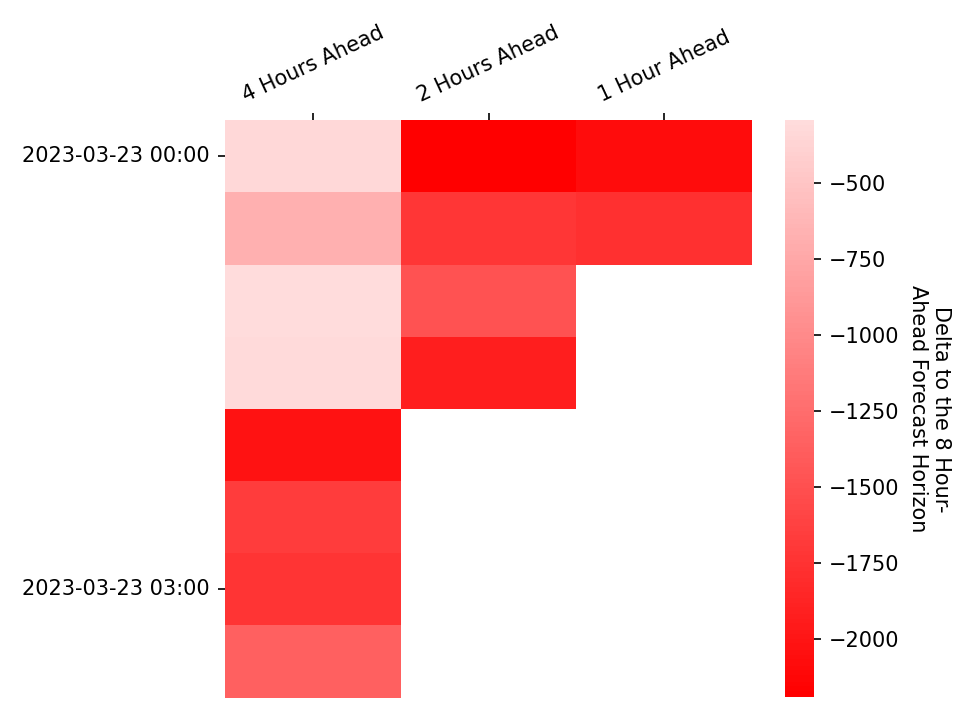 4 Hours Ahead
2 Hours Ahead
1 Hour Ahead
2023-03-23 00:00
2023-03-23 03:00
−500
−750
−1000
−1250
−1500
−1750
−2000
Delta to the 8 Hour-
Ahead Forecast Horizon